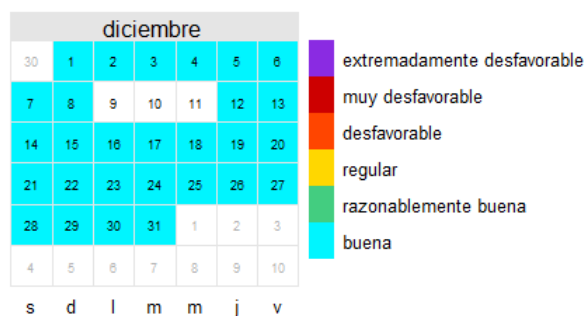 diciembre
30 1 2 3 4 5 6
7 8 9 10 11 12 13
14 15 16 17 18 19 20
21 22 23 24 25 26 27
28 29 30 31 1 2 3
4 5 6 7 8 9 10
s d l m m j v
extremadamente desfavorable
muy desfavorable
desfavorable
regular
razonablemente buena
buena